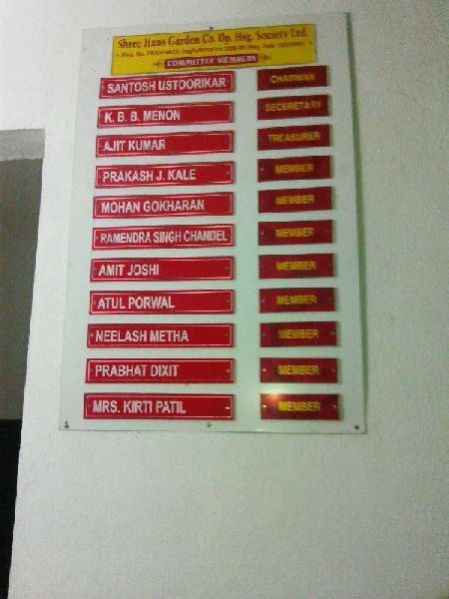 Shree Hans Garden Co. Op. Hsg. Society Ltd.
COMMITTEE MEMBERS
SANTOSH USTOORIKAR CHAIRMAN
K. B. B. MENON SECERETARY
AJIT KUMAR TREASURER
PRAKASH J. KALE MEMBER
MOHAN GOKHARAN MEMBER
RAMENDRA SINGH CHANDEL MEMBER
AMIT JOSHI MEMBER
ATUL PORWAL MEMBER
NEELASH METHA MEMBER
PRABHAT DIXIT MEMBER
MRS. KIRTI PATIL MEMBER